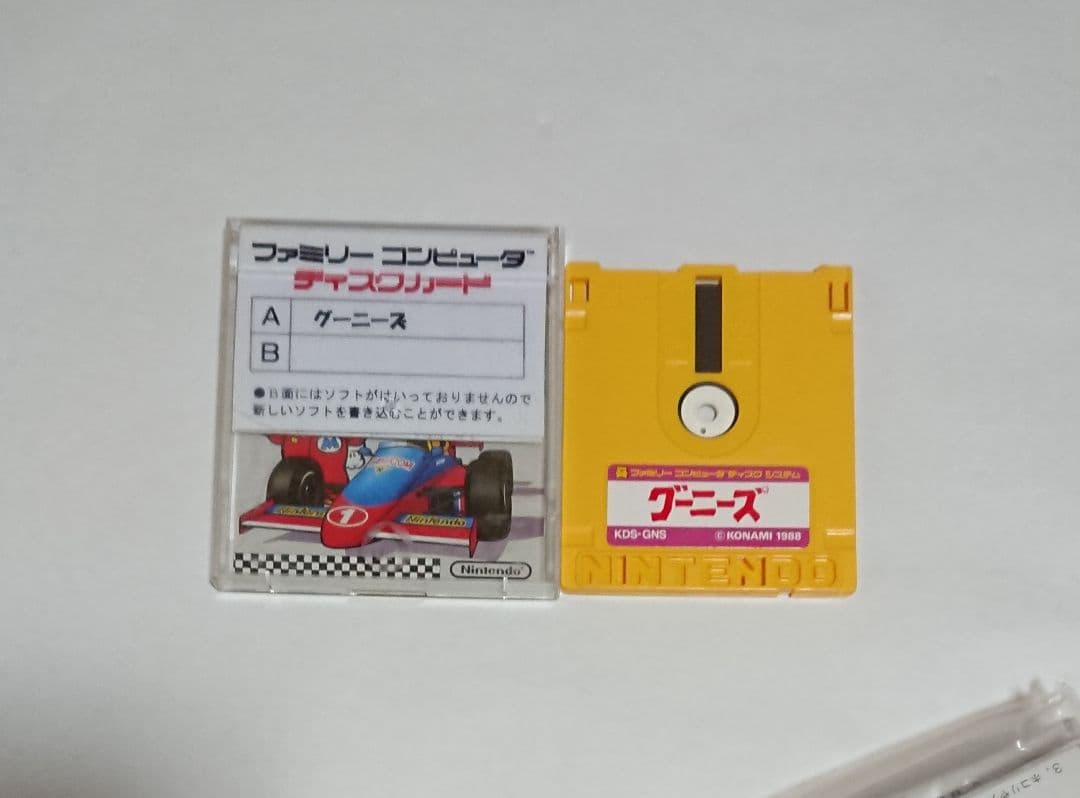 ファミリー コンピュータ™
ディスクカード
A グーニーズ
B
●B面にはソフトがはいっておりませんので
新しいソフトを書き込むことができます。
M
1
Nintendo
Nintendo
Nintendo
ファミリー コンピュータ ディスク システム
グーニーズ
KDS-GNS ©KONAMI 1988
NINTENDO